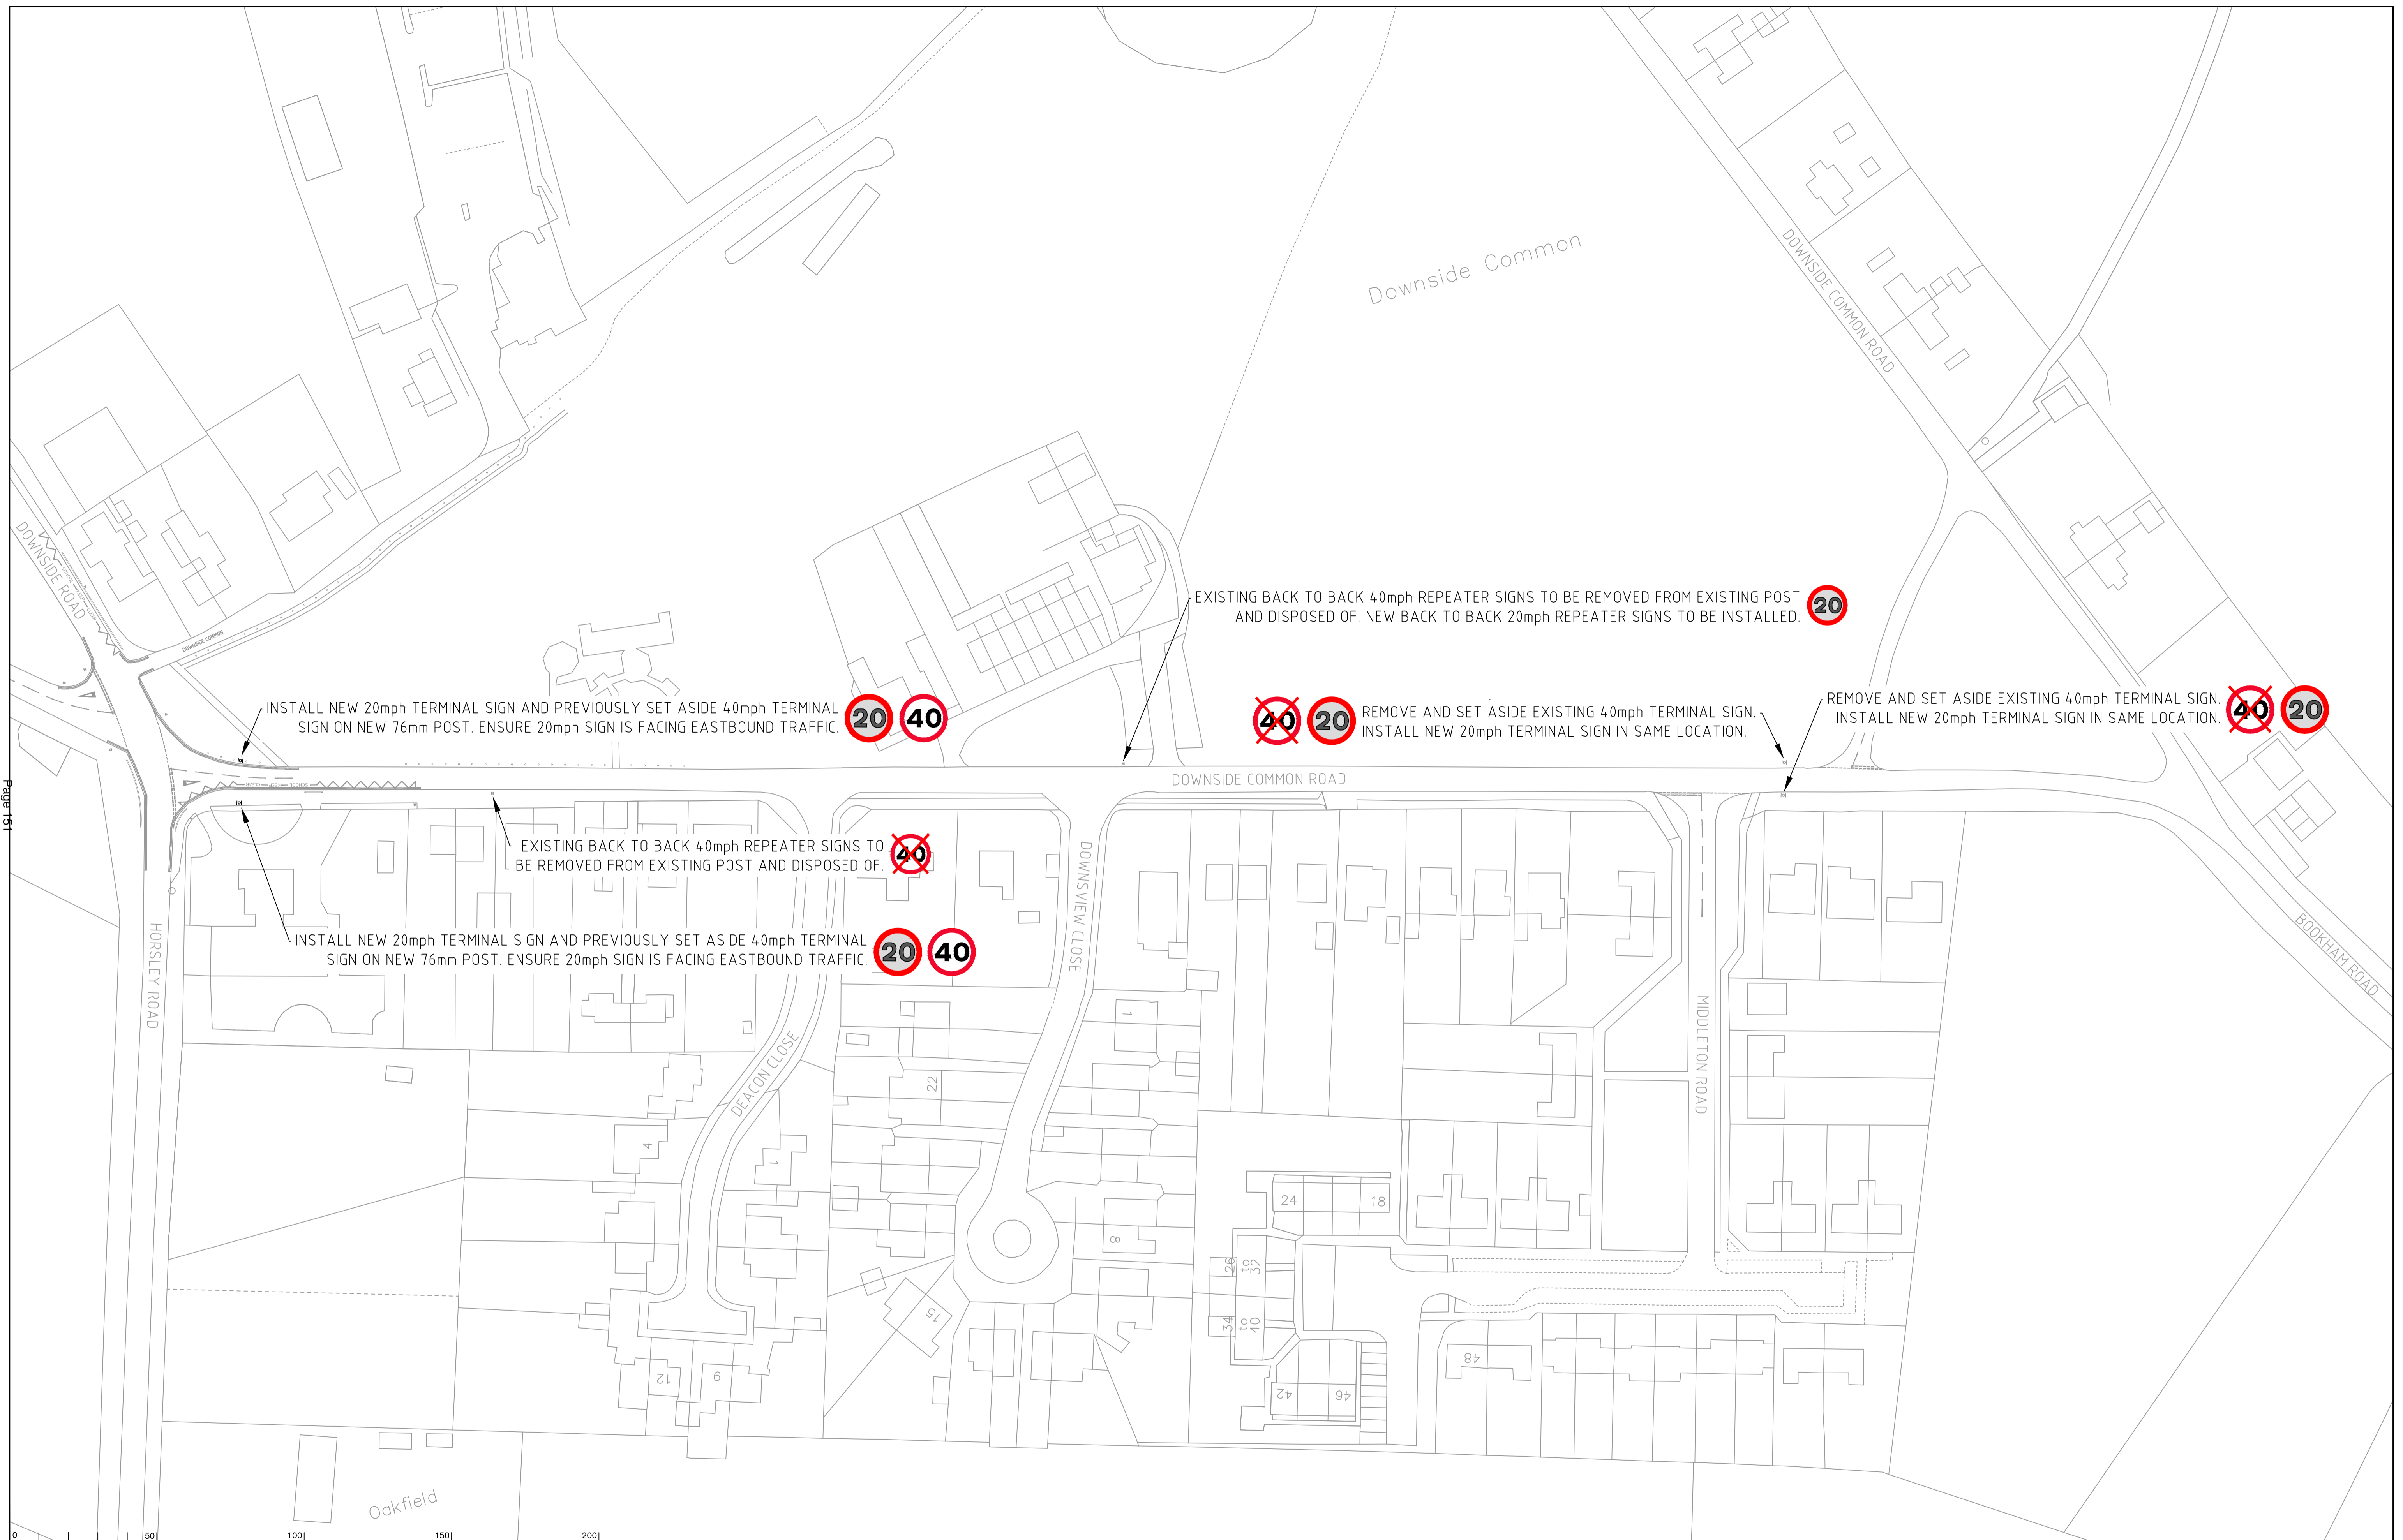 Downside Common
DOWNSIDE COMMON ROAD
DOWNSIDE ROAD
SCHOOL KEEP CLEAR
DOWNSIDE COMMON
EXISTING BACK TO BACK 40mph REPEATER SIGNS TO BE REMOVED FROM EXISTING POST
AND DISPOSED OF. NEW BACK TO BACK 20mph REPEATER SIGNS TO BE INSTALLED.
20
INSTALL NEW 20mph TERMINAL SIGN AND PREVIOUSLY SET ASIDE 40mph TERMINAL
SIGN ON NEW 76mm POST. ENSURE 20mph SIGN IS FACING EASTBOUND TRAFFIC.
20
40
40
20
REMOVE AND SET ASIDE EXISTING 40mph TERMINAL SIGN.
INSTALL NEW 20mph TERMINAL SIGN IN SAME LOCATION.
REMOVE AND SET ASIDE EXISTING 40mph TERMINAL SIGN.
INSTALL NEW 20mph TERMINAL SIGN IN SAME LOCATION.
40
20
DOWNSIDE COMMON ROAD
SCHOOL KEEP CLEAR
Page 151
EXISTING BACK TO BACK 40mph REPEATER SIGNS TO
BE REMOVED FROM EXISTING POST AND DISPOSED OF.
40
INSTALL NEW 20mph TERMINAL SIGN AND PREVIOUSLY SET ASIDE 40mph TERMINAL
SIGN ON NEW 76mm POST. ENSURE 20mph SIGN IS FACING EASTBOUND TRAFFIC.
20
40
HORSLEY ROAD
DOWNSVIEW CLOSE
BOOKHAM ROAD
MIDDLETON ROAD
DEACON CLOSE
1
22
4
1
24
18
8
26
to
32
15
34
to
40
12
9
48
42
46
Oakfield
0
50
100
150
200